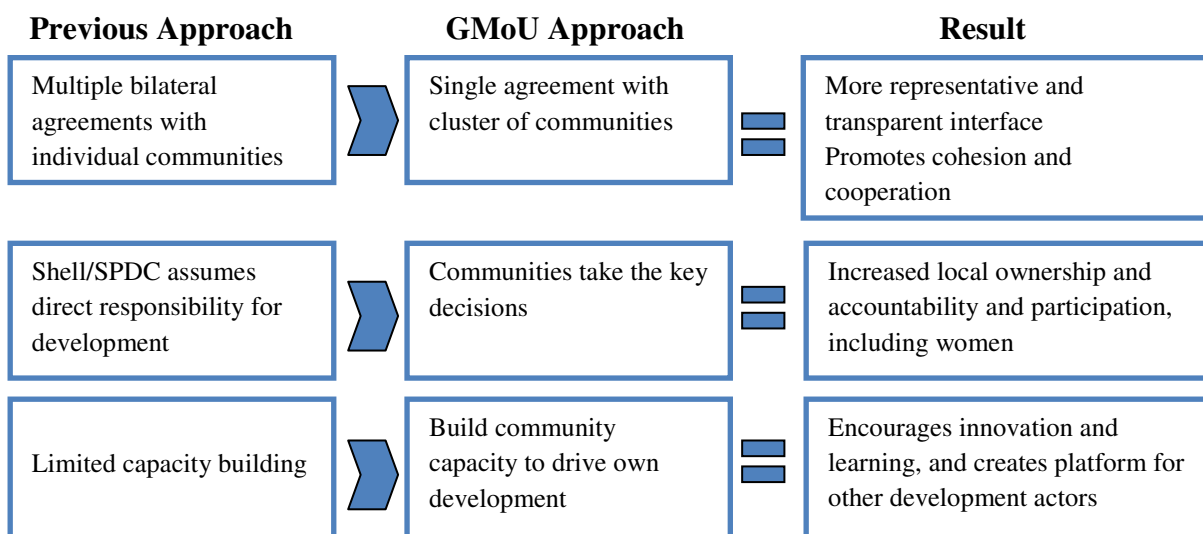 Previous Approach
GMoU Approach
Result
Multiple bilateral
agreements with
individual communities
Single agreement with
cluster of communities
More representative and
transparent interface
Promotes cohesion and
cooperation
Shell/SPDC assumes
direct responsibility for
development
Communities take the key
decisions
Increased local ownership and
accountability and participation,
including women
Limited capacity building
Build community
capacity to drive own
development
Encourages innovation and
learning, and creates platform for
other development actors